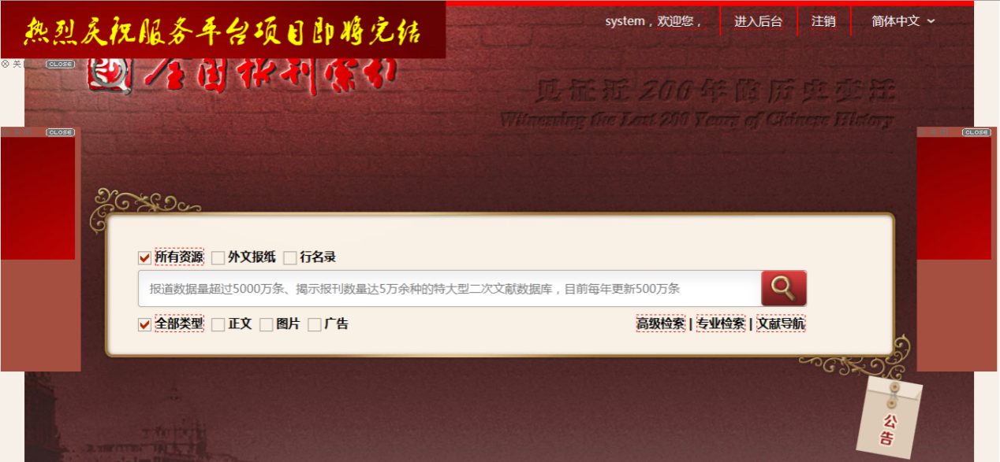 热烈庆祝服务平台项目即将完结
system，欢迎您，
进入后台
注销
简体中文
关
CLOSE
全国报刊索引
见证近200年的历史变迁
Witnessing the Last 200 Years of Chinese History
CLOSE
CLOSE
所有资源 外文报纸 行名录
报道数据量超过5000万条、揭示报刊数量达5万余种的特大型二次文献数据库，目前每年更新500万条
全部类型 正文 图片 广告
高级检索 | 专业检索 | 文献导航
公告